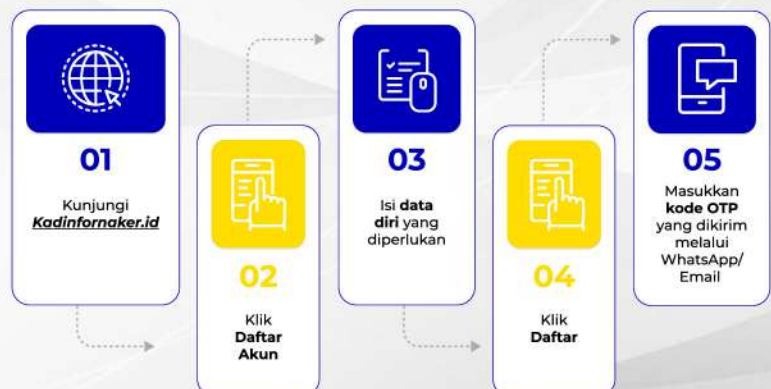 01
Kunjungi
Kadinfornaker.id
02
Klik
Daftar
Akun
03
Isi data
diri yang
diperlukan
04
Klik
Daftar
05
Masukkan
kode OTP
yang dikirim
melalui
WhatsApp/
Email